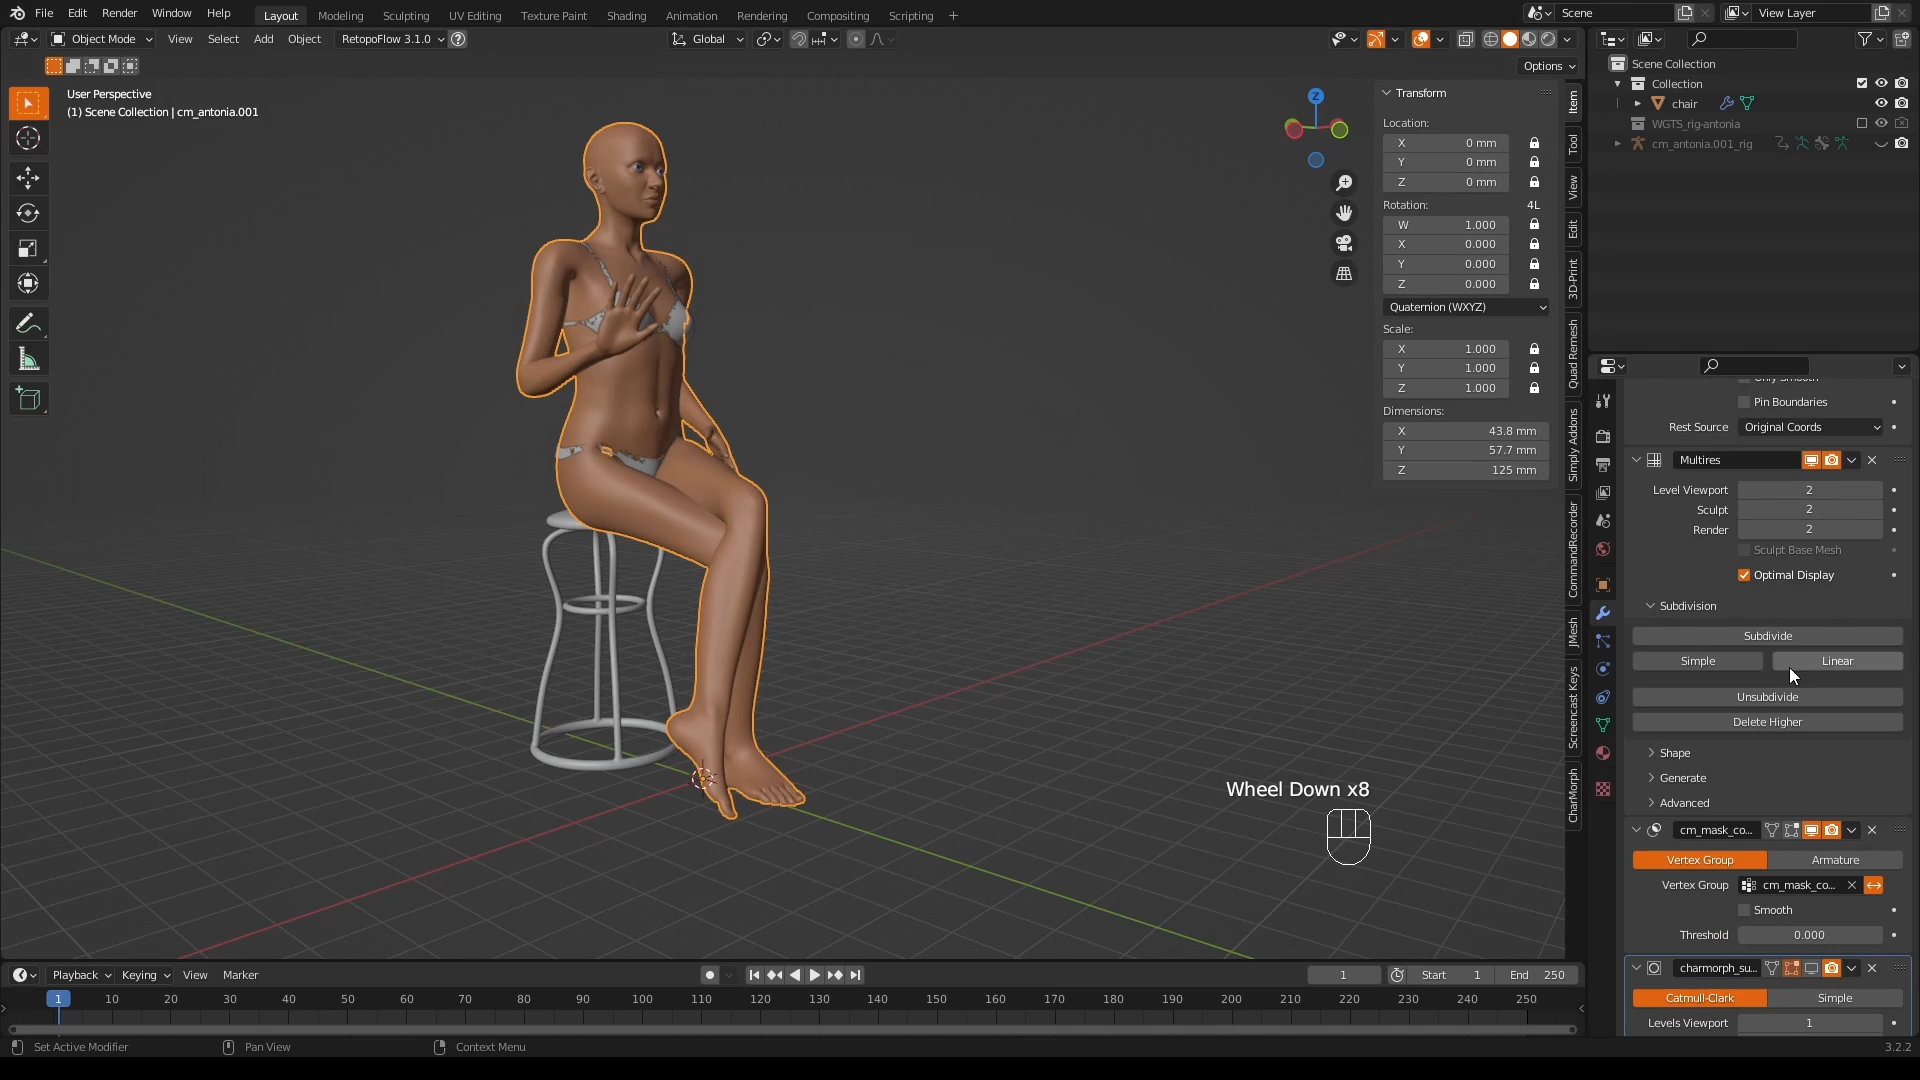 File Edit Render Window Help
Layout Modeling Sculpting UV Editing Texture Paint Shading Animation Rendering Compositing Scripting +
Scene
View Layer
Object Mode View Select Add Object RetopoFlow 3.1.0
Global
Options
User Perspective
(1) Scene Collection | cm_antonia.001
Z
Transform
Location:
X 0 mm
Y 0 mm
Z 0 mm
Rotation: 4L
W 1.000
X 0.000
Y 0.000
Z 0.000
Quaternion (WXYZ)
Scale:
X 1.000
Y 1.000
Z 1.000
Dimensions:
X 43.8 mm
Y 57.7 mm
Z 125 mm
Item
Tool
View
Edit
3D-Print
Quad Remesh
Simply Addons
CommandRecorder
JMesh
Screencast Keys
CharMorph
Scene Collection
Collection
chair
WGTS_rig-antonia
cm_antonia.001_rig
Only Smooth
Pin Boundaries
Rest Source Original Coords
Multires
Level Viewport 2
Sculpt 2
Render 2
Sculpt Base Mesh
Optimal Display
Subdivision
Subdivide
Simple Linear
Unsubdivide
Delete Higher
Shape
Generate
Advanced
cm_mask_co...
Vertex Group Armature
Vertex Group cm_mask_co...
Smooth
Threshold 0.000
charmorph_su...
Catmull-Clark Simple
Levels Viewport 1
Wheel Down x8
Playback Keying View Marker
1 Start 1 End 250
1 10 20 30 40 50 60 70 80 90 100 110 120 130 140 150 160 170 180 190 200 210 220 230 240 250
Set Active Modifier Pan View Context Menu
3.2.2